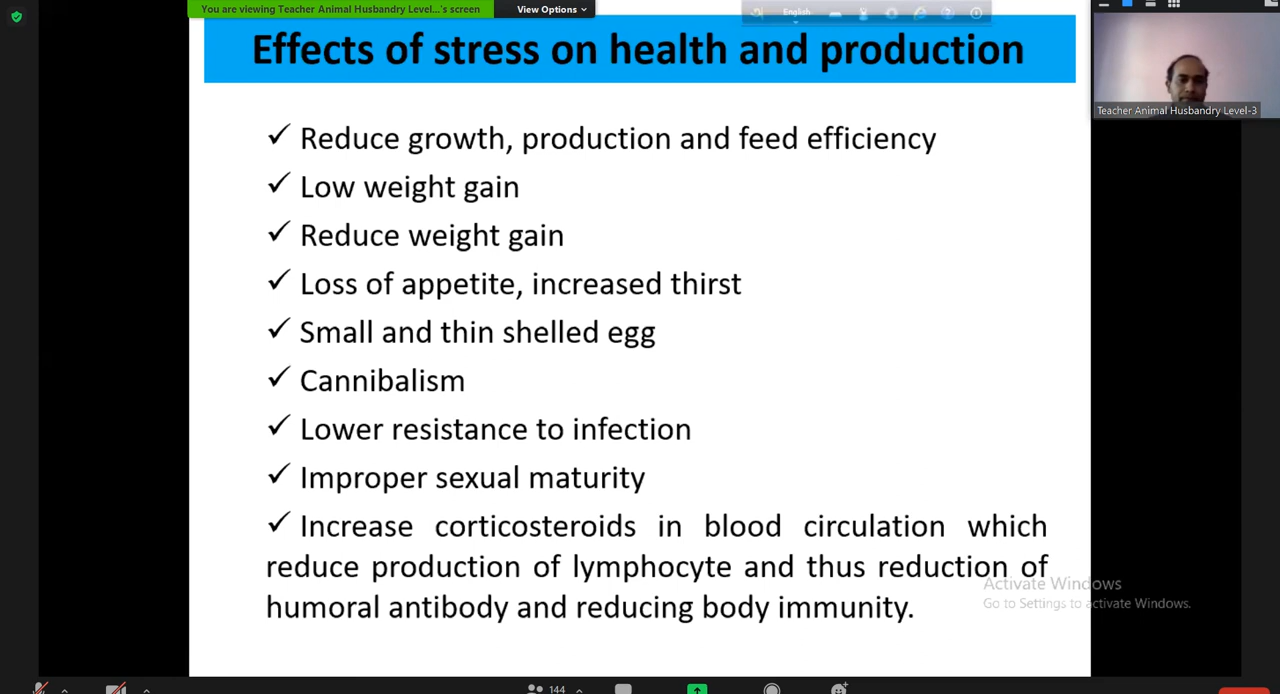 You are viewing Teacher Animal Husbandry Level...'s screen
View Options
English
Effects of stress on health and production
Teacher Animal Husbandry Level-3
✓ Reduce growth, production and feed efficiency
✓ Low weight gain
✓ Reduce weight gain
✓ Loss of appetite, increased thirst
✓ Small and thin shelled egg
✓ Cannibalism
✓ Lower resistance to infection
✓ Improper sexual maturity
✓ Increase corticosteroids in blood circulation which
reduce production of lymphocyte and thus reduction of
humoral antibody and reducing body immunity.
Activate Windows
Go to Settings to activate Windows.
144